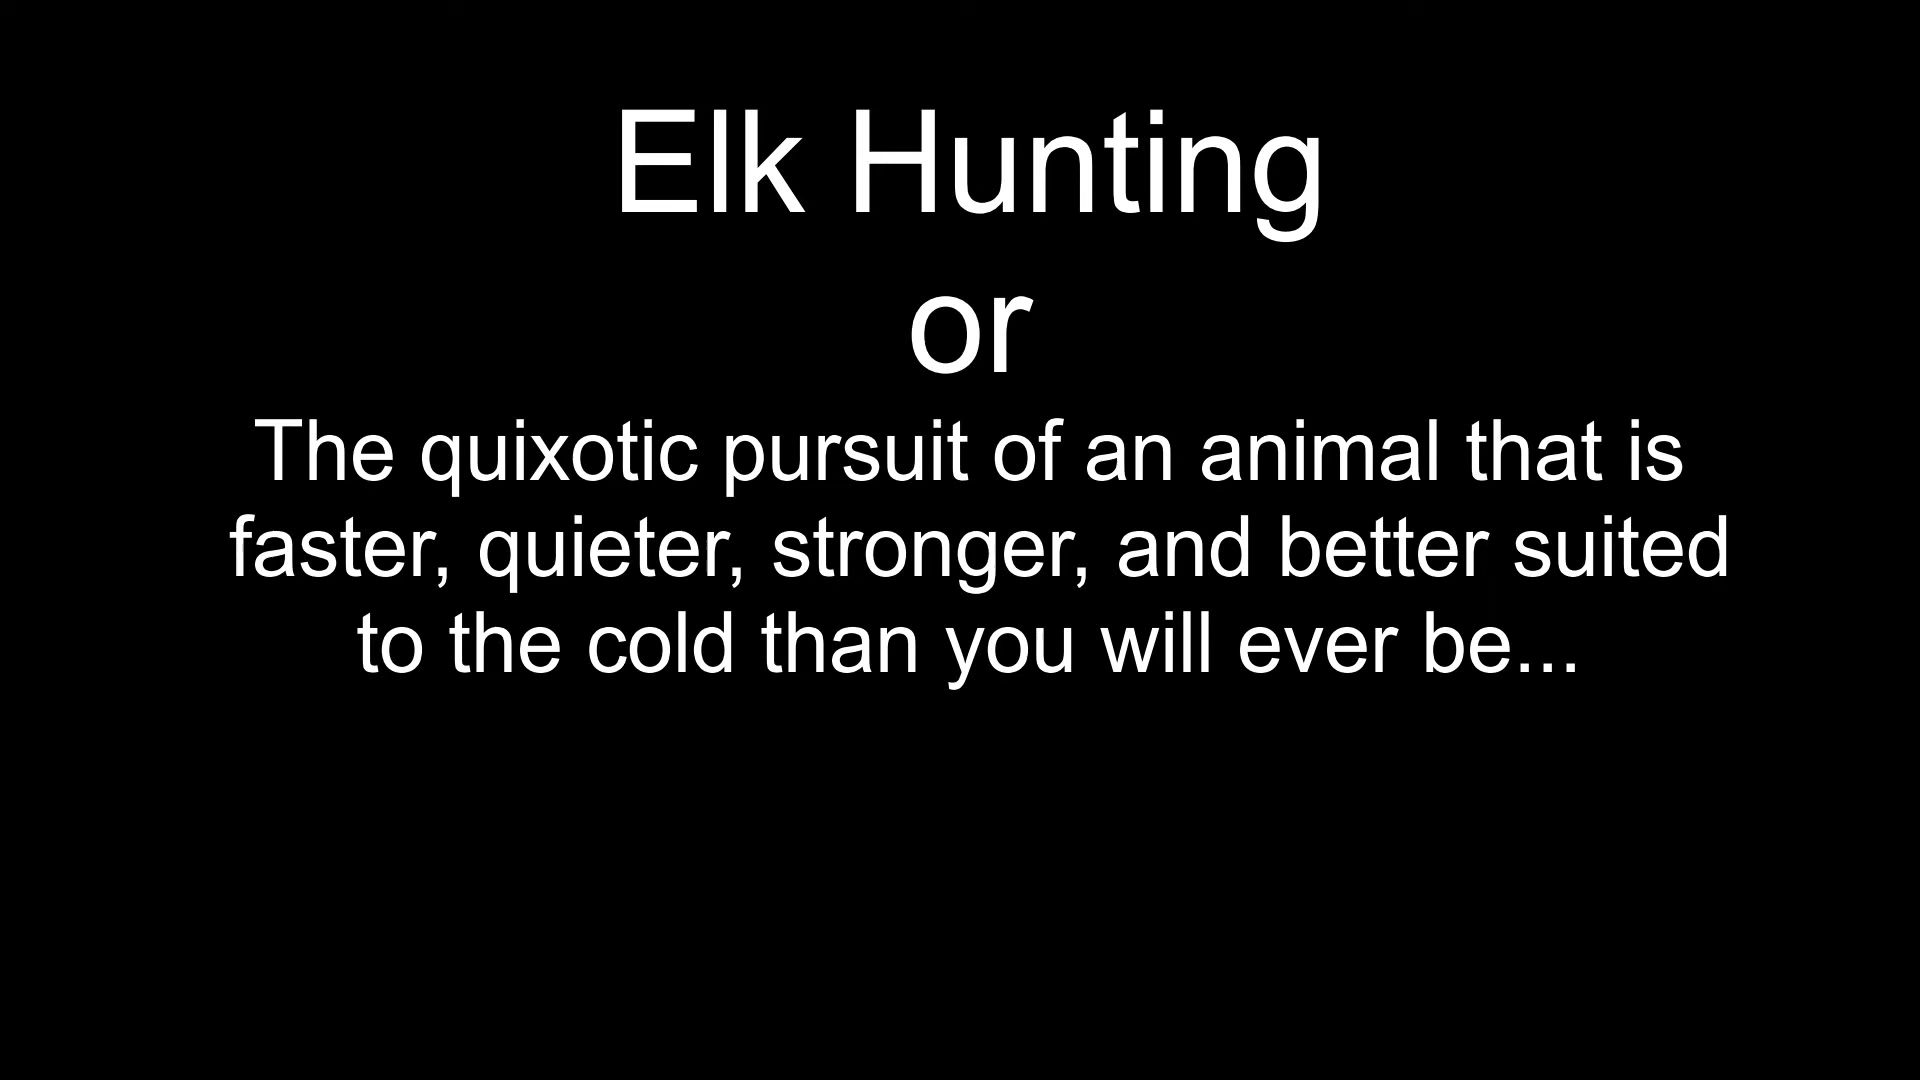 Elk Hunting
or
The quixotic pursuit of an animal that is
faster, quieter, stronger, and better suited
to the cold than you will ever be...